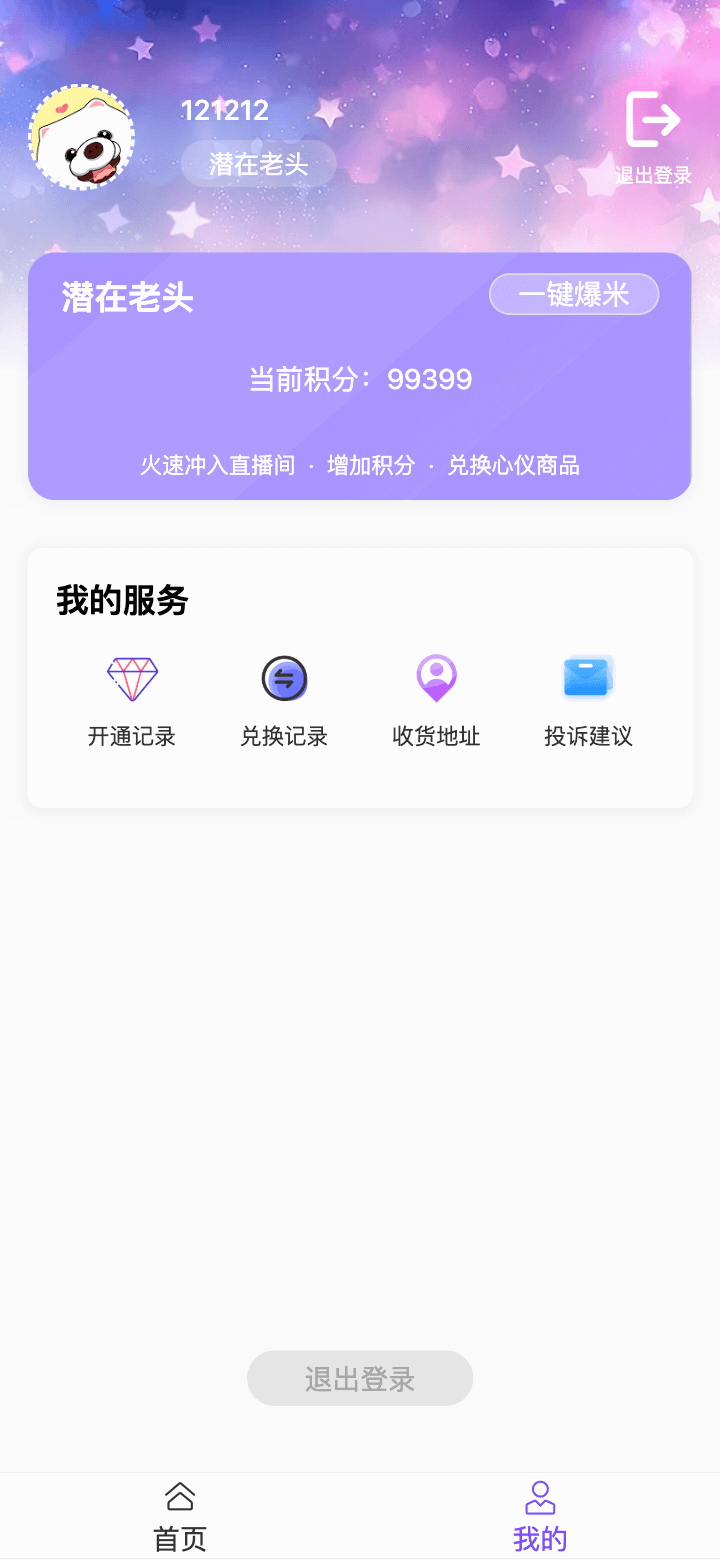 121212
潜在老头
退出登录
潜在老头
一键爆米
当前积分：99399
火速冲入直播间 · 增加积分 · 兑换心仪商品
我的服务
开通记录 兑换记录 收货地址 投诉建议
退出登录
首页 我的